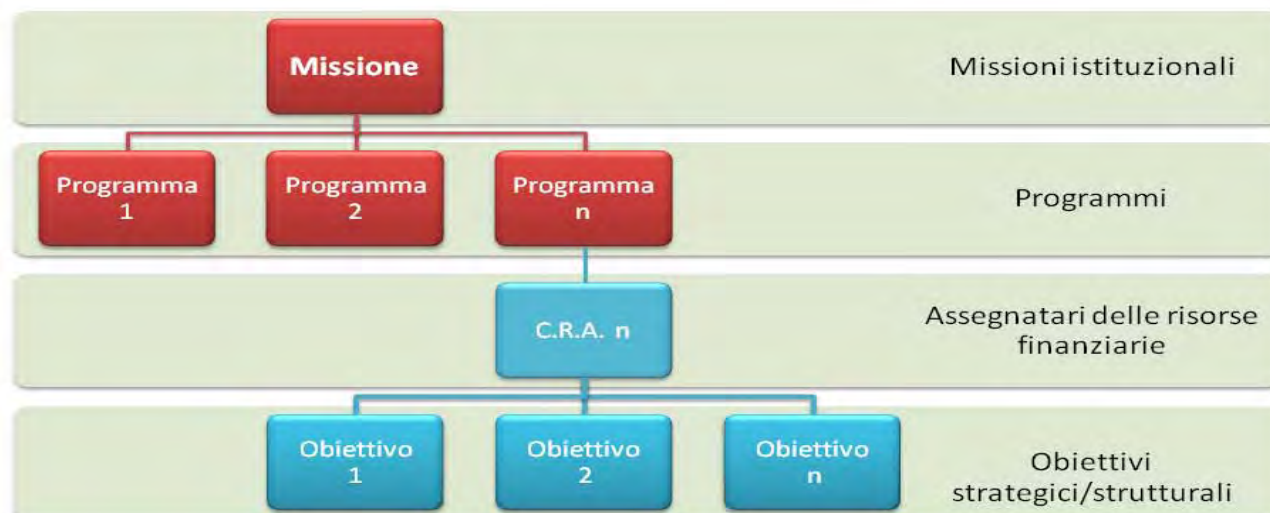 Missione
Missioni istituzionali
Programma
1
Programma
2
Programma
n
Programmi
C.R.A. n
Assegnatari delle risorse
finanziarie
Obiettivo
1
Obiettivo
2
Obiettivo
n
Obiettivi
strategici/strutturali